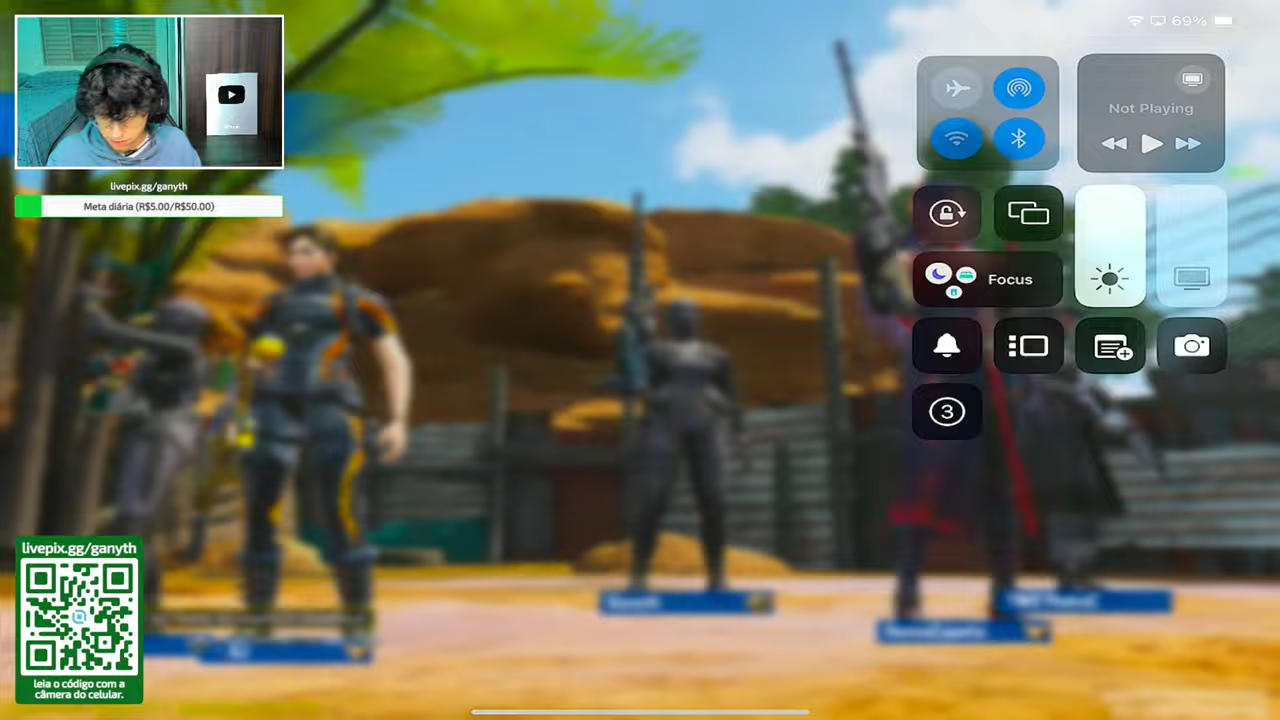 livepix.gg/ganyth
Meta diária (R$5.00/R$50.00)
69%
Not Playing
Focus
3
livepix.gg/ganyth
leia o código com a
câmera do celular.